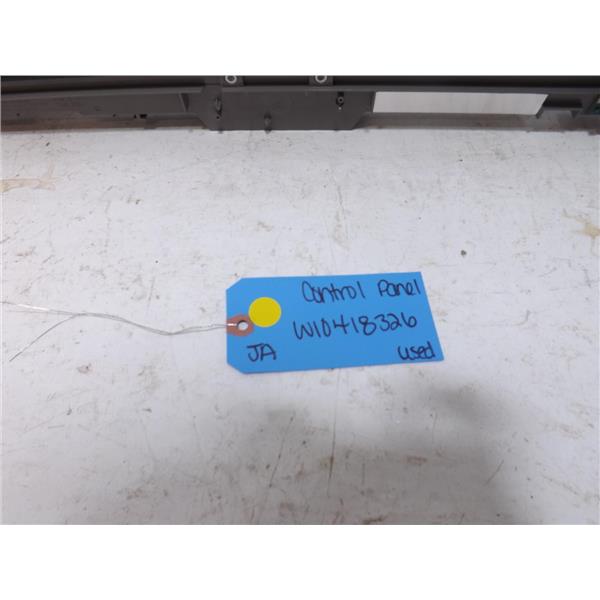 Control Panel
W10418326
JA used